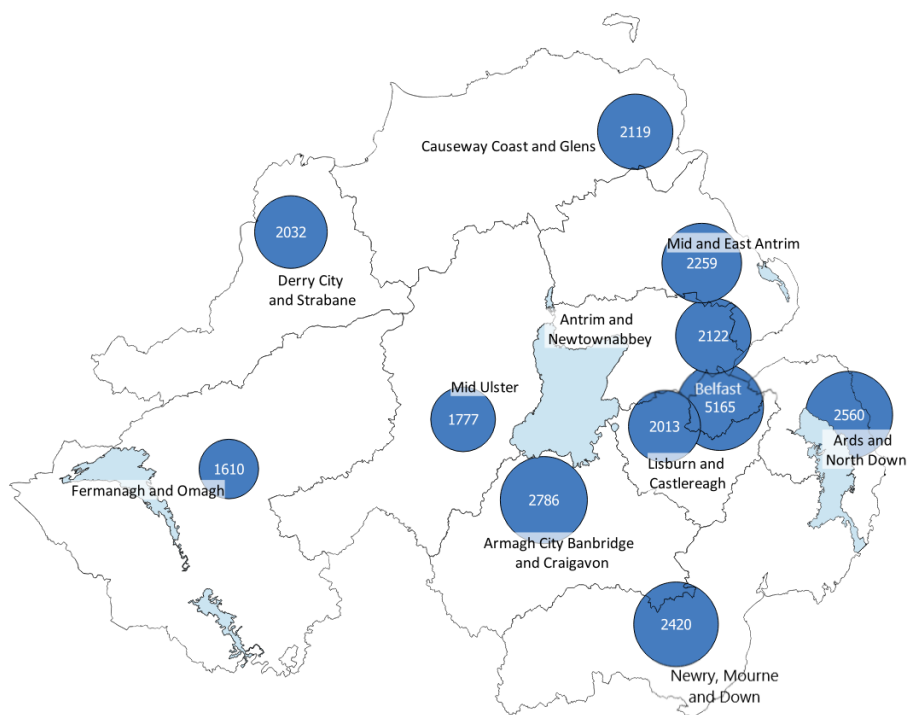 2119
Causeway Coast and Glens
2032
Derry City
and Strabane
Mid and East Antrim
2259
Antrim and
Newtownabbey
2122
Belfast
5165
Mid Ulster
1777
2013
Lisburn and
Castlereagh
2560
Ards and
North Down
1610
Fermanagh and Omagh
2786
Armagh City Banbridge
and Craigavon
2420
Newry, Mourne
and Down